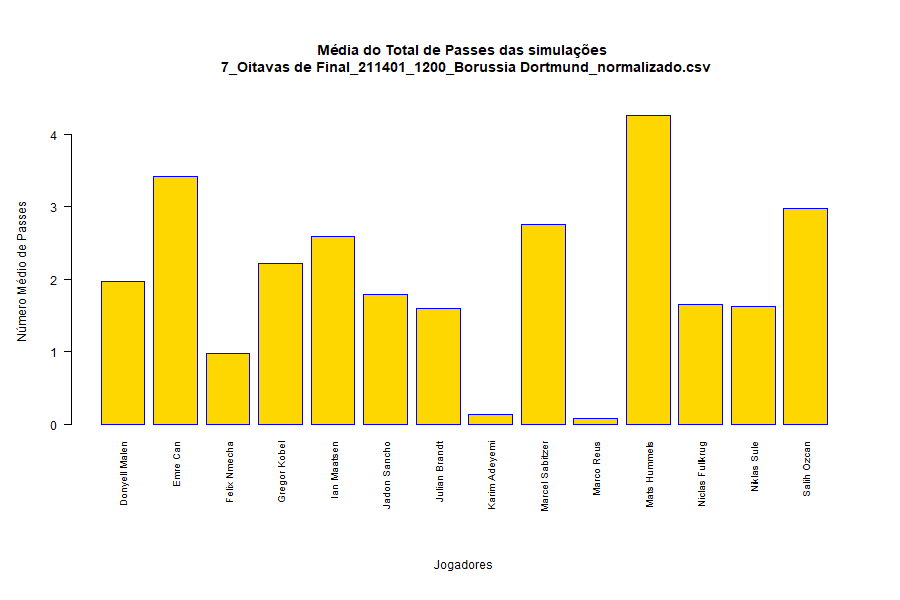 Média do Total de Passes das simulações
7_Oitavas de Final_211401_1200_Borussia Dortmund_normalizado.csv
Número Médio de Passes
4
3
2
1
0
Donyell Malen
Emre Can
Felix Nmecha
Gregor Kobel
Ian Maatsen
Jadon Sancho
Julian Brandt
Karim Adeyemi
Marcel Sabitzer
Marco Reus
Mats Hummels
Niclas Fullkrug
Niklas Sule
Salih Ozcan
Jogadores